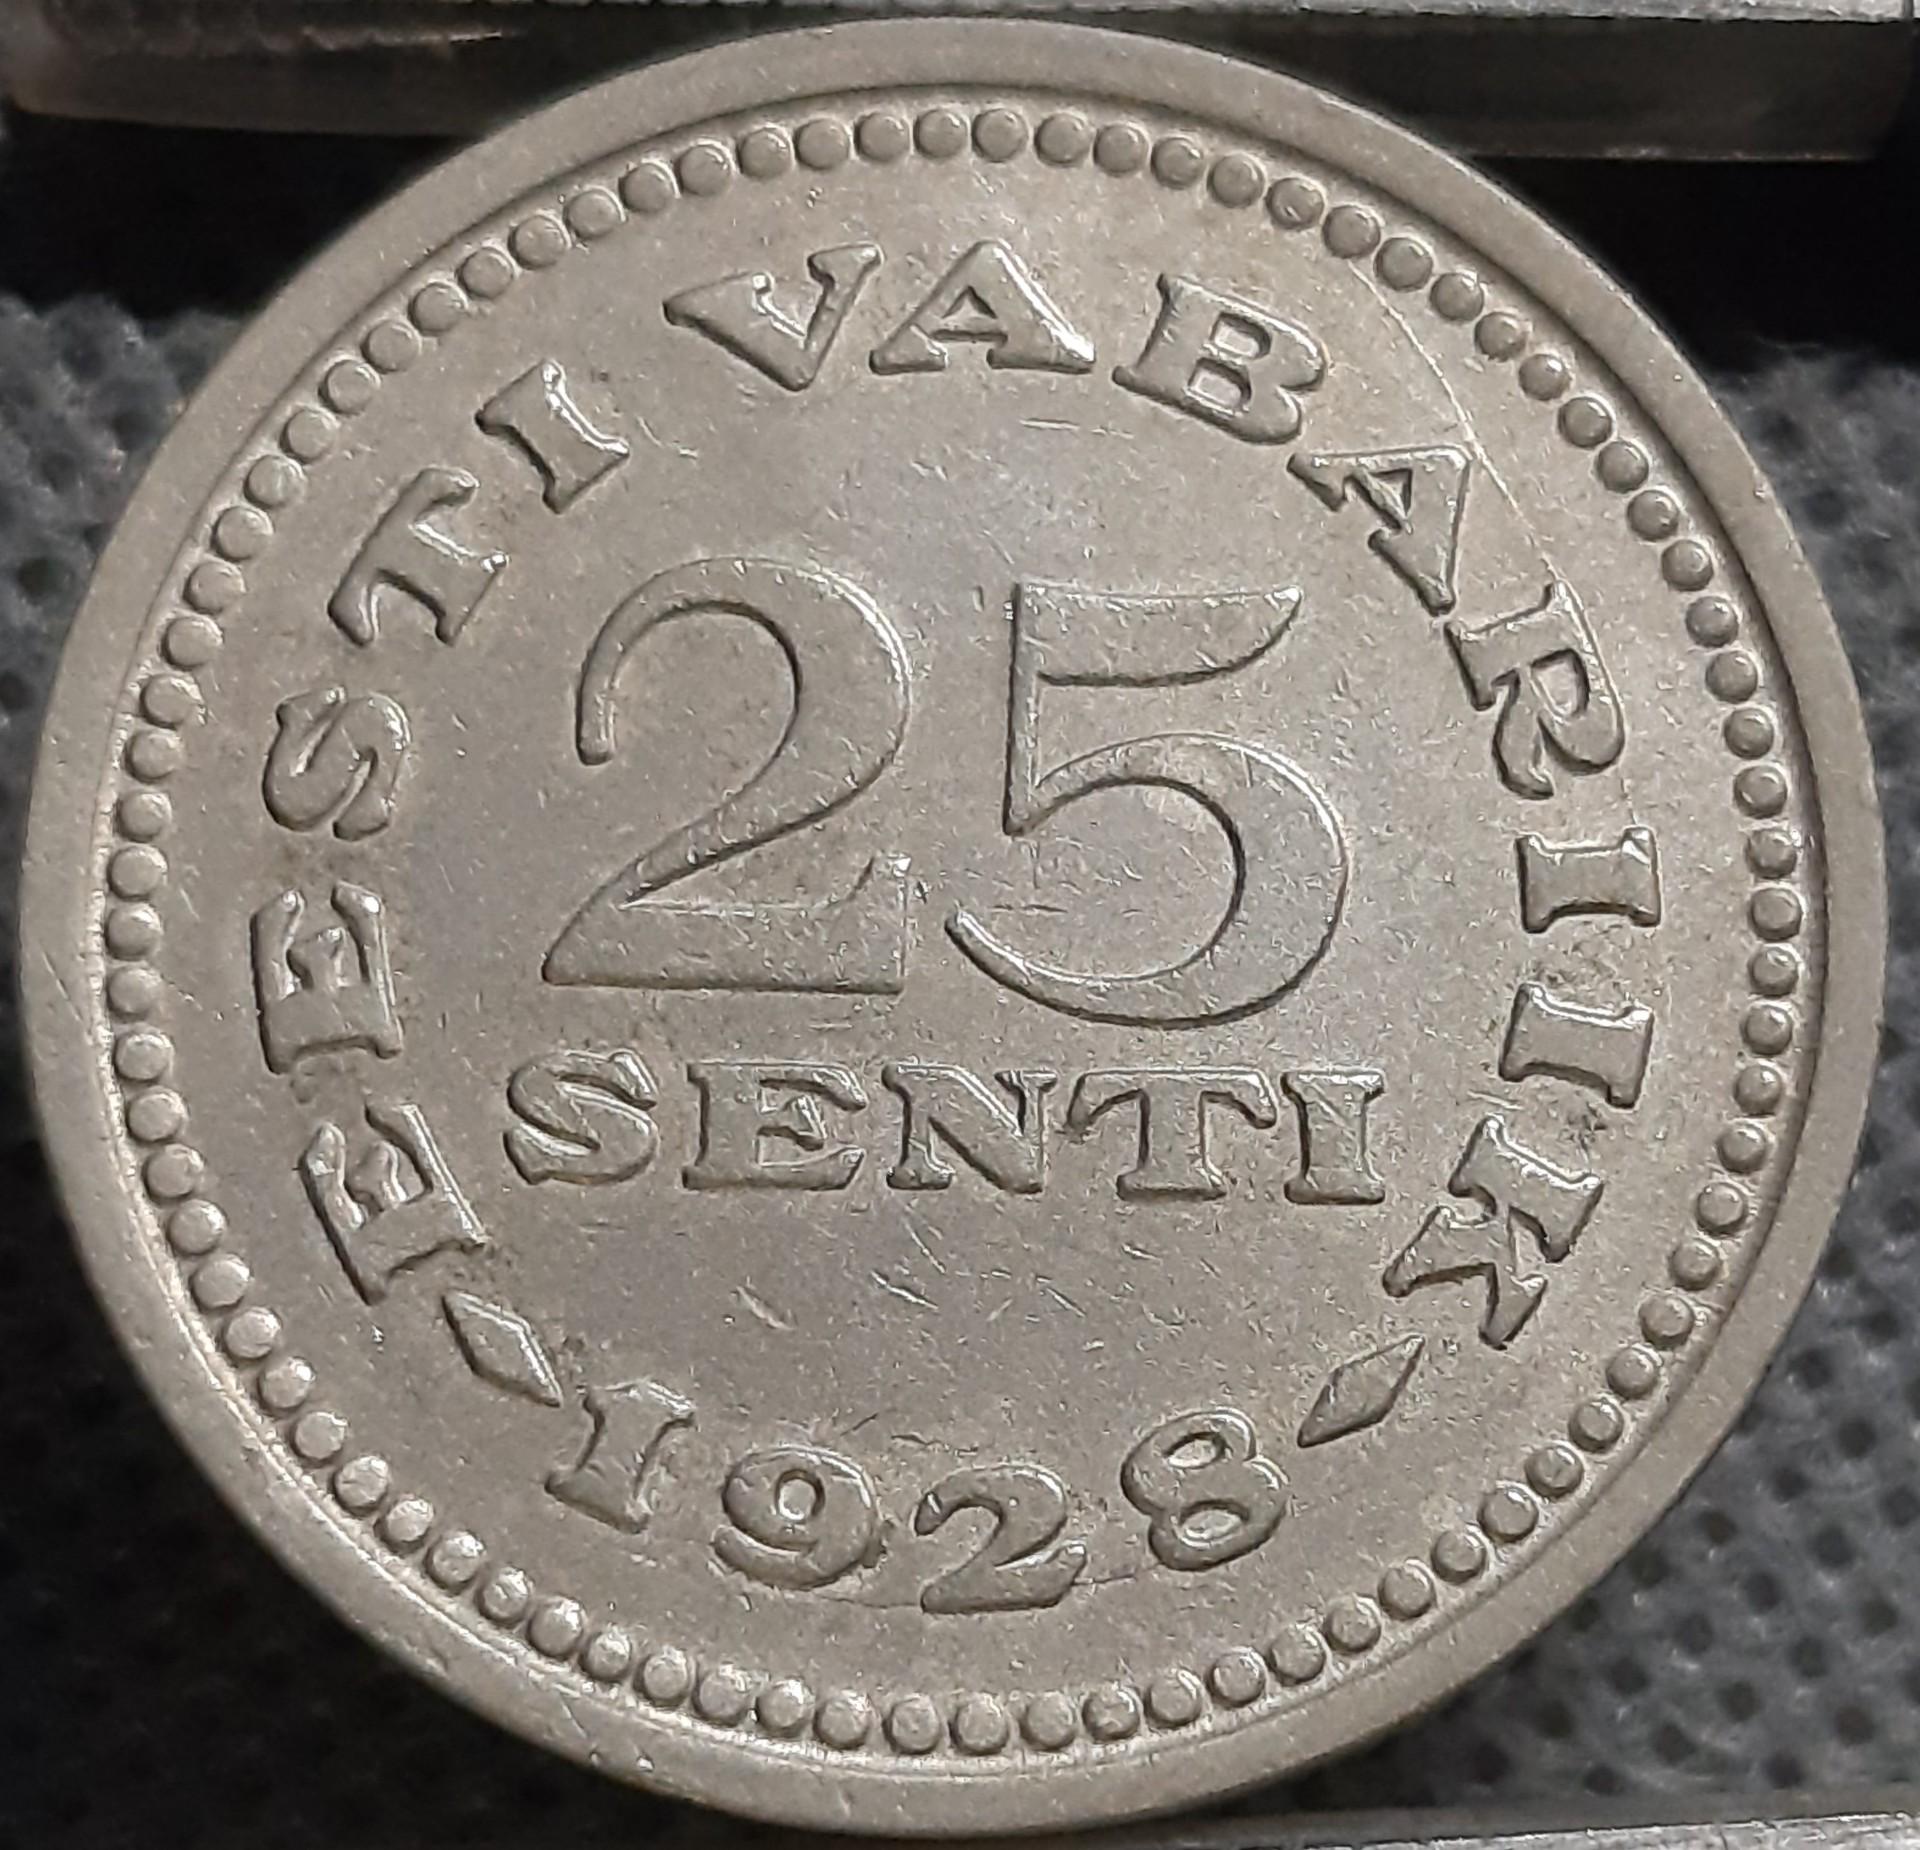 EESTI VABARIIK
25
SENTI
1928